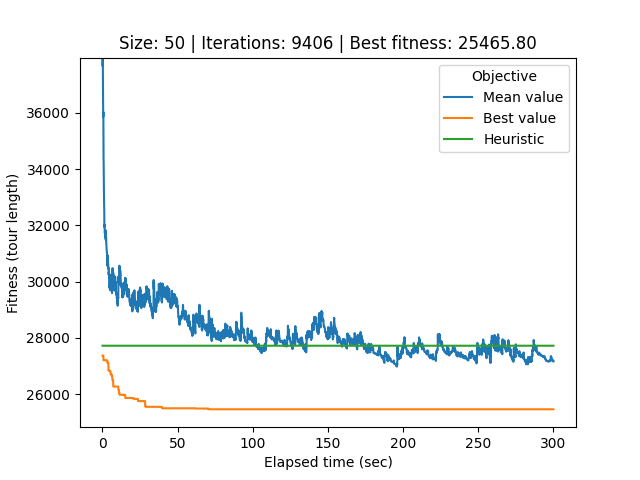 Size: 50 | Iterations: 9406 | Best fitness: 25465.80
Objective
Mean value
Best value
Heuristic
36000
34000
32000
30000
28000
26000
Fitness (tour length)
0 50 100 150 200 250 300
Elapsed time (sec)